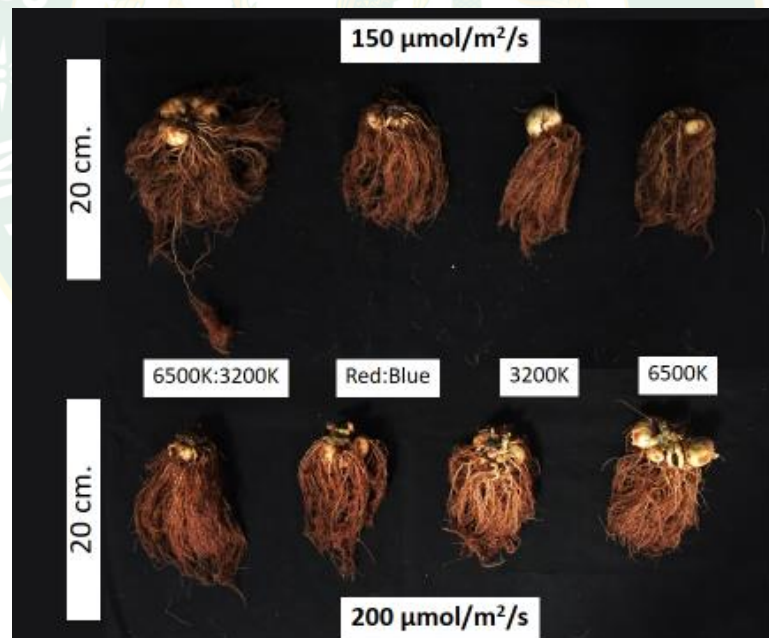 150 μmol/m²/s
20 cm.
6500K:3200K
Red:Blue
3200K
6500K
20 cm.
200 μmol/m²/s